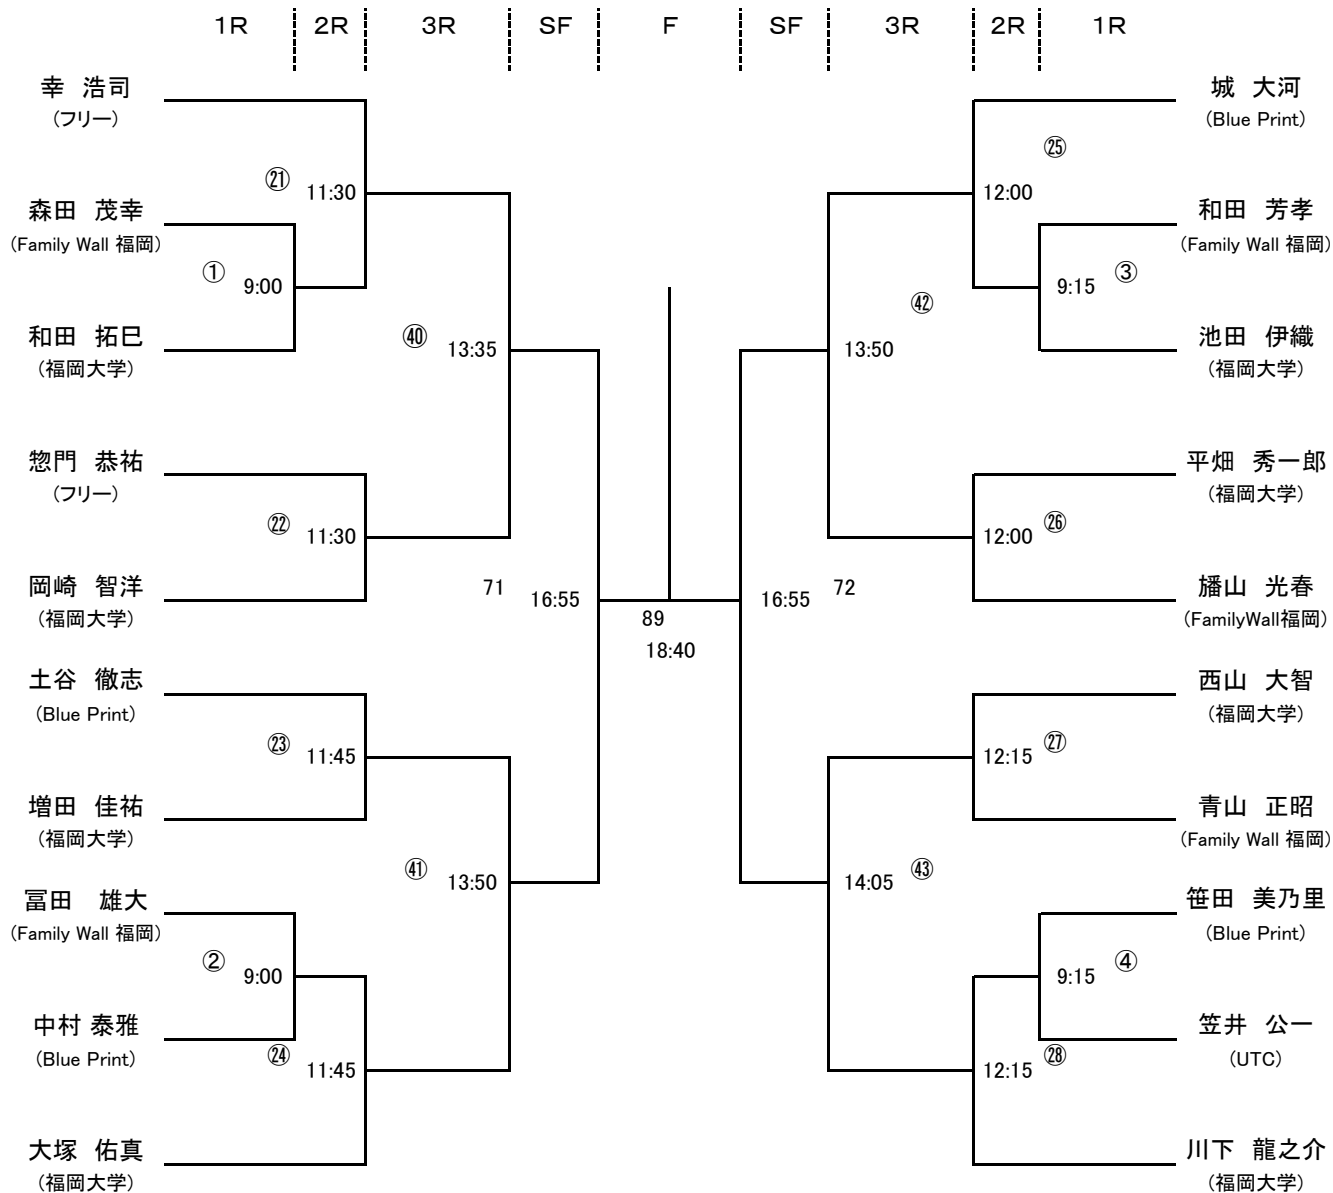 1R 2R 3R SF F SF 3R 2R 1R
幸 浩司
(フリー)
㉑ 11:30
森田 茂幸
(Family Wall 福岡)
① 9:00
和田 拓巳
(福岡大学)
㊵ 13:35
惣門 恭祐
(フリー)
㉒ 11:30
岡崎 智洋
(福岡大学)
71 16:55
土谷 徹志
(Blue Print)
㉓ 11:45
増田 佳祐
(福岡大学)
㊶ 13:50
冨田 雄大
(Family Wall 福岡)
② 9:00
中村 泰雅
(Blue Print)
㉔ 11:45
大塚 佑真
(福岡大学)
89
18:40
城 大河
(Blue Print)
㉕
12:00
和田 芳孝
(Family Wall 福岡)
9:15 ③
池田 伊織
(福岡大学)
㊷
13:50
平畑 秀一郎
(福岡大学)
12:00 ㉖
旙山 光春
(FamilyWall福岡)
16:55 72
西山 大智
(福岡大学)
12:15 ㉗
青山 正昭
(Family Wall 福岡)
14:05 ㊸
笹田 美乃里
(Blue Print)
9:15 ④
笠井 公一
(UTC)
12:15 ㉘
川下 龍之介
(福岡大学)